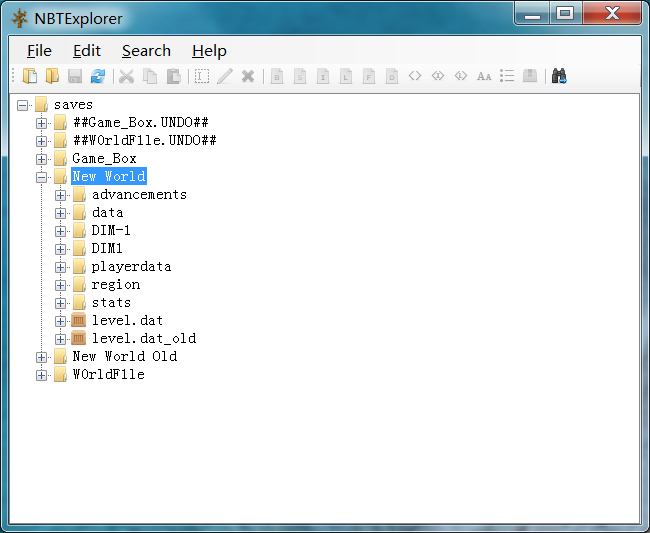 NBTExplorer
File Edit Search Help
saves
##Game_Box.UNDO##
##W0rldF1le.UNDO##
Game_Box
New World
advancements
data
DIM-1
DIM1
playerdata
region
stats
level.dat
level.dat_old
New World Old
W0rldF1le